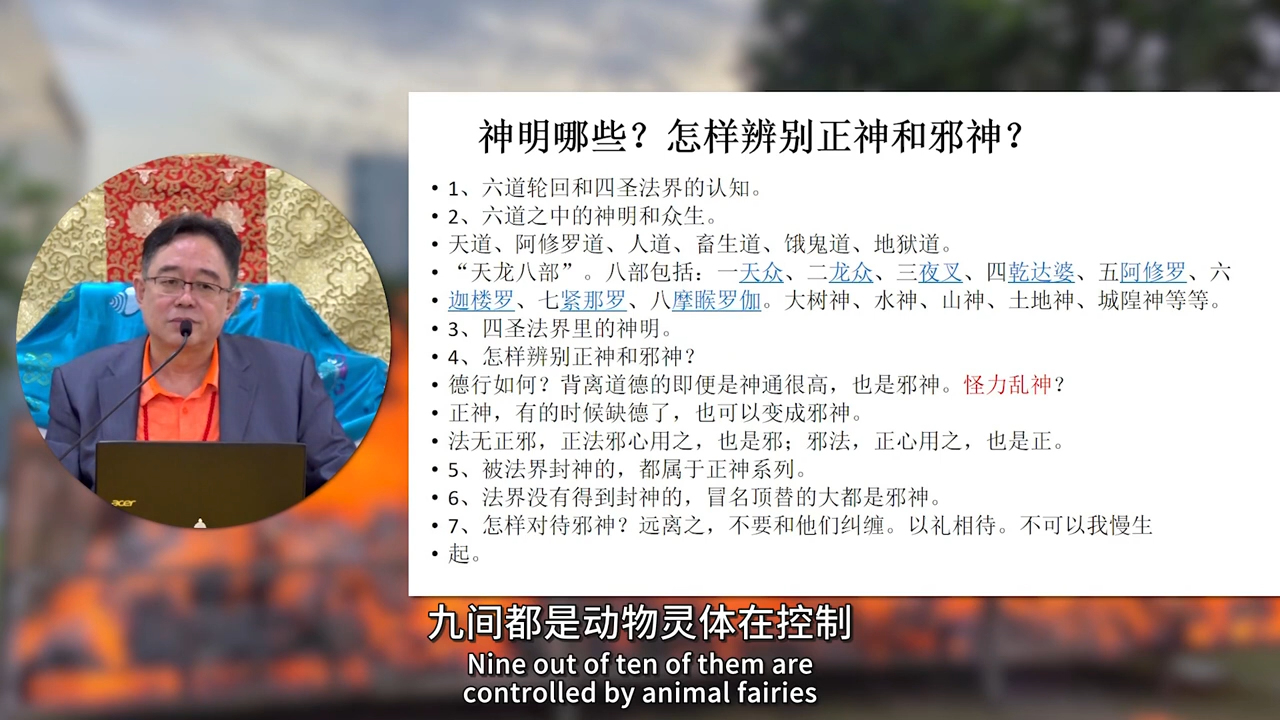 神明哪些？怎样辨别正神和邪神？
• 1、六道轮回和四圣法界的认知。
• 2、六道之中的神明和众生。
• 天道、阿修罗道、人道、畜生道、饿鬼道、地狱道。
• “天龙八部”。八部包括：一天众、二龙众、三夜叉、四乾达婆、五阿修罗、六
• 迦楼罗、七紧那罗、八摩睺罗伽。大树神、水神、山神、土地神、城隍神等等。
• 3、四圣法界里的神明。
• 4、怎样辨别正神和邪神？
• 德行如何？背离道德的即便是神通很高，也是邪神。怪力乱神？
• 正神，有的时候缺德了，也可以变成邪神。
• 法无正邪，正法邪心用之，也是邪；邪法，正心用之，也是正。
• 5、被法界封神的，都属于正神系列。
• 6、法界没有得到封神的，冒名顶替的大都是邪神。
• 7、怎样对待邪神？远离之，不要和他们纠缠。以礼相待。不可以我慢生
• 起。
acer
九间都是动物灵体在控制
Nine out of ten of them are
controlled by animal fairies